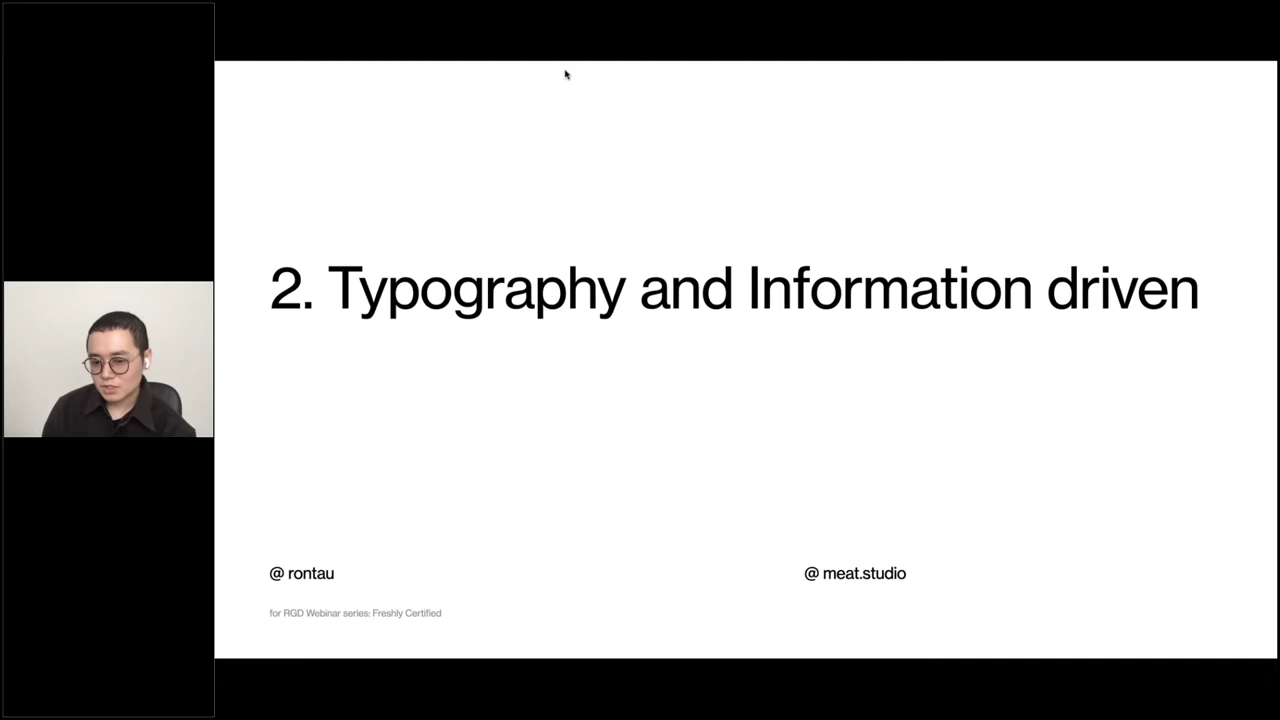 2. Typography and Information driven
@ rontau
@ meat.studio
for RGD Webinar series: Freshly Certified